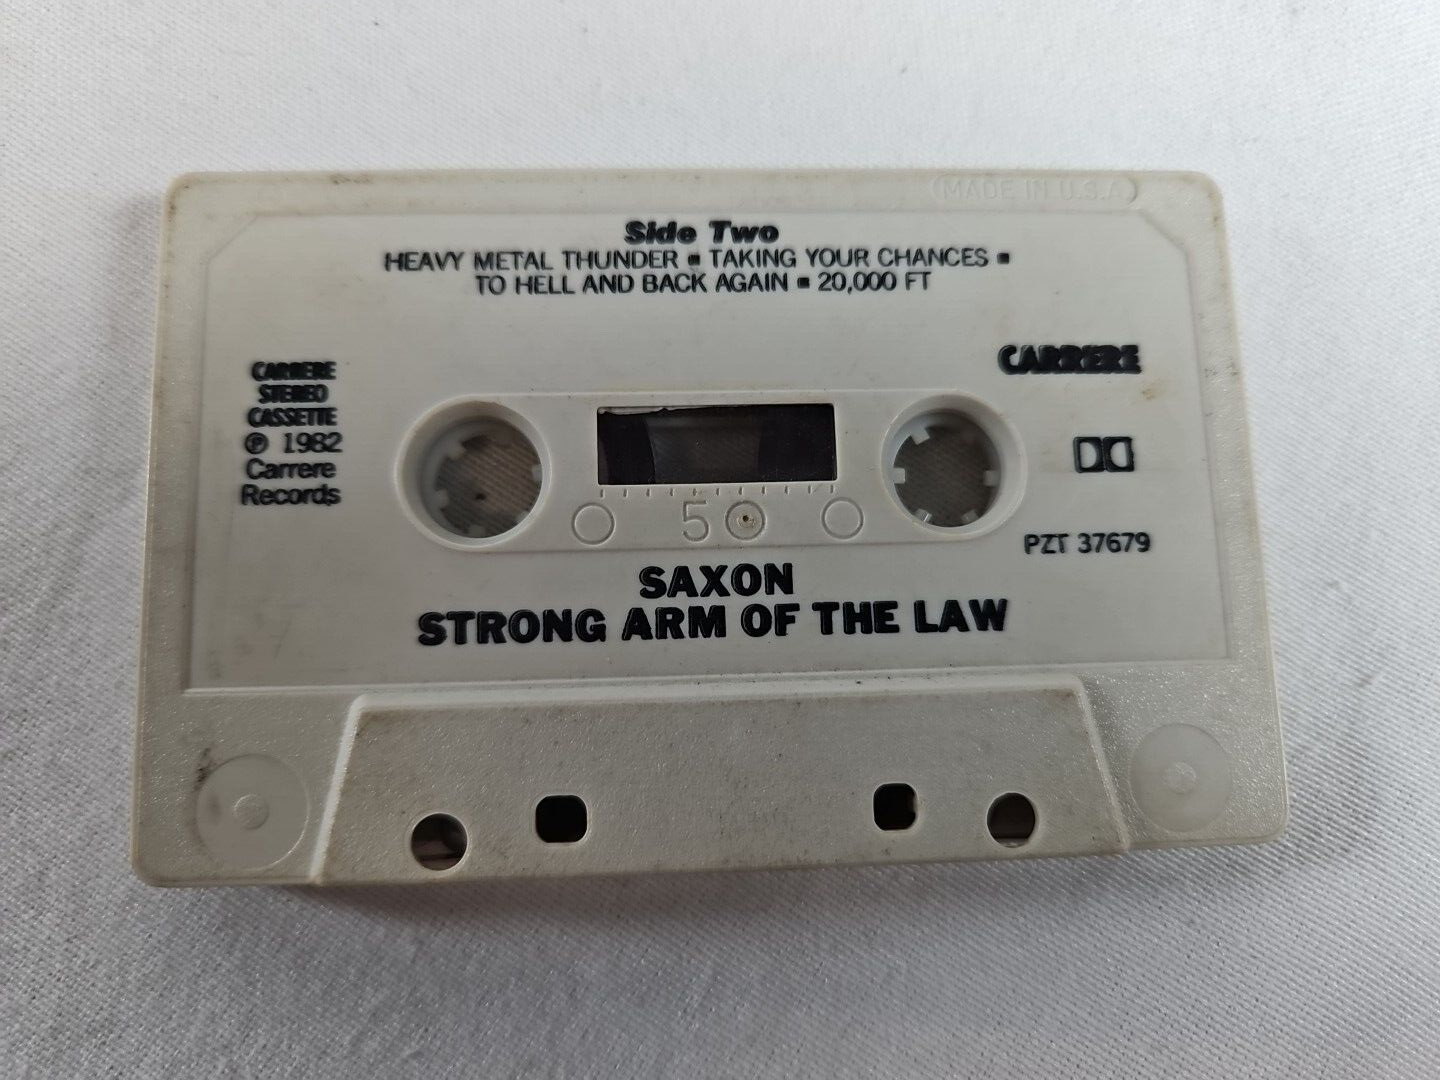 MADE IN U.S.A
Side Two
HEAVY METAL THUNDER ▪ TAKING YOUR CHANCES ▪
TO HELL AND BACK AGAIN ▪ 20,000 FT
CARRERE
STEREO
CASSETTE
℗ 1982
Carrere
Records
CARRERE
50
PZT 37679
SAXON
STRONG ARM OF THE LAW